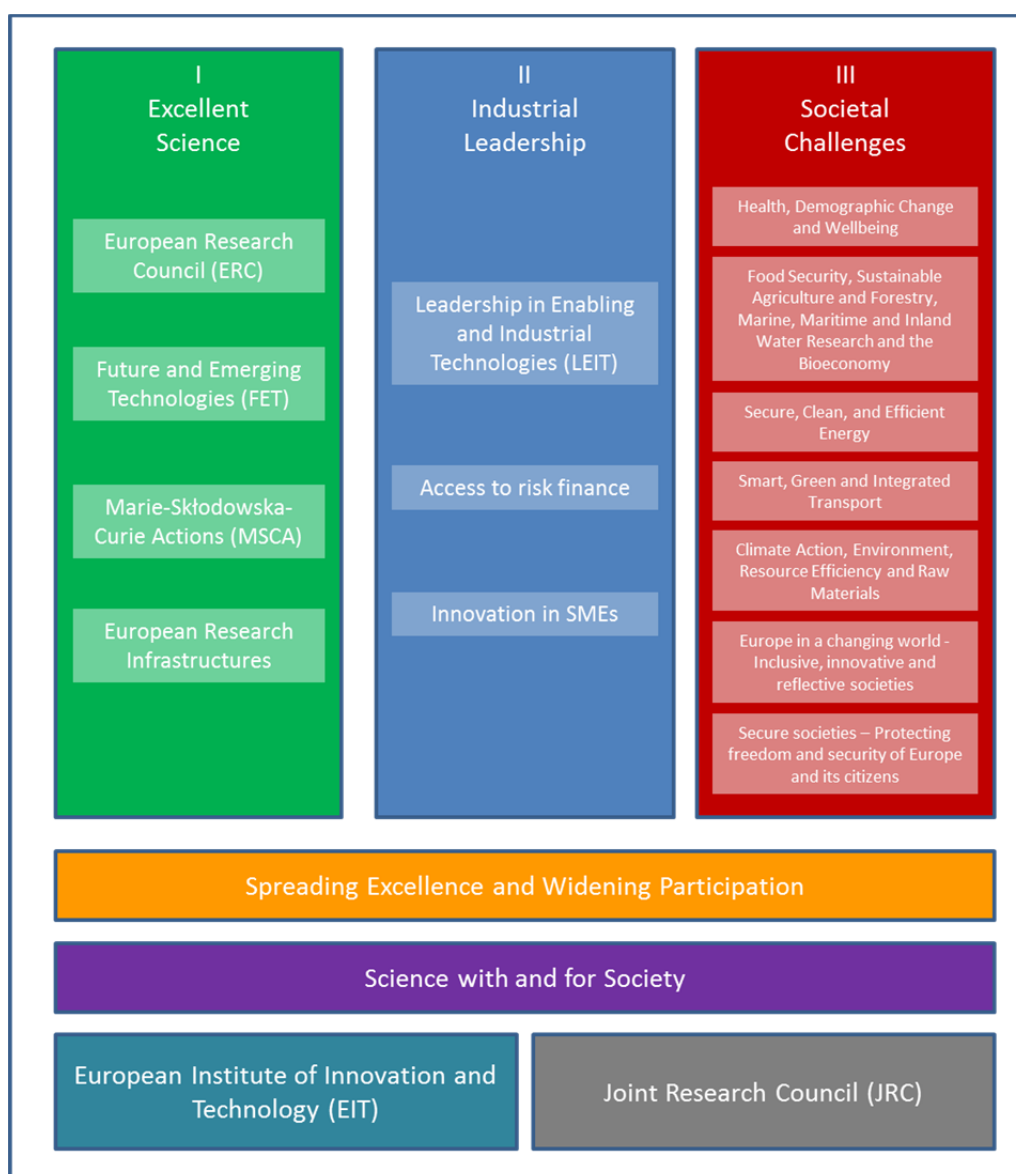 I
Excellent
Science
European Research
Council (ERC)
Future and Emerging
Technologies (FET)
Marie-Skłodowska-
Curie Actions (MSCA)
European Research
Infrastructures
II
Industrial
Leadership
Leadership in Enabling
and Industrial
Technologies (LEIT)
Access to risk finance
Innovation in SMEs
III
Societal
Challenges
Health, Demographic Change
and Wellbeing
Food Security, Sustainable
Agriculture and Forestry,
Marine, Maritime and Inland
Water Research and the
Bioeconomy
Secure, Clean, and Efficient
Energy
Smart, Green and Integrated
Transport
Climate Action, Environment,
Resource Efficiency and Raw
Materials
Europe in a changing world -
Inclusive, innovative and
reflective societies
Secure societies – Protecting
freedom and security of Europe
and its citizens
Spreading Excellence and Widening Participation
Science with and for Society
European Institute of Innovation and
Technology (EIT)
Joint Research Council (JRC)